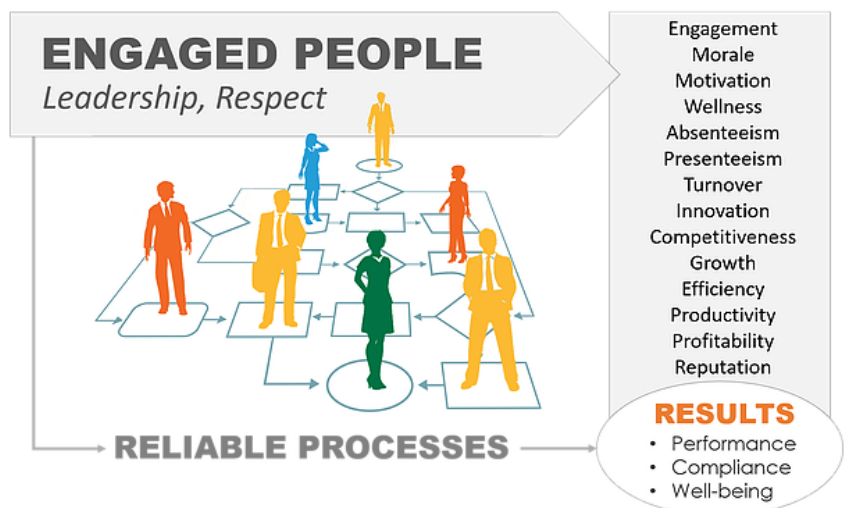 ENGAGED PEOPLE
Leadership, Respect
Engagement
Morale
Motivation
Wellness
Absenteeism
Presenteeism
Turnover
Innovation
Competitiveness
Growth
Efficiency
Productivity
Profitability
Reputation
RELIABLE PROCESSES
RESULTS
• Performance
• Compliance
• Well-being